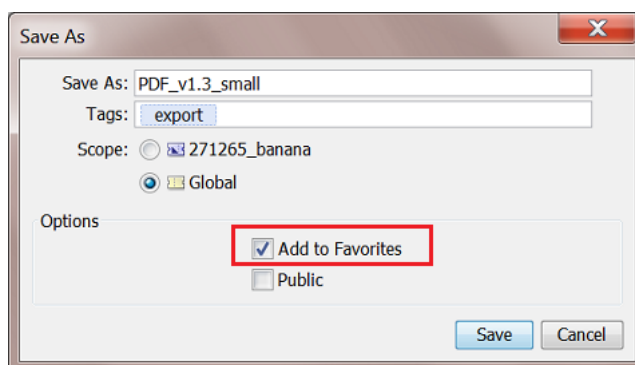 Save As
Save As: PDF_v1.3_small
Tags: export
Scope: 271265_banana
Global
Options
Add to Favorites
Public
Save Cancel